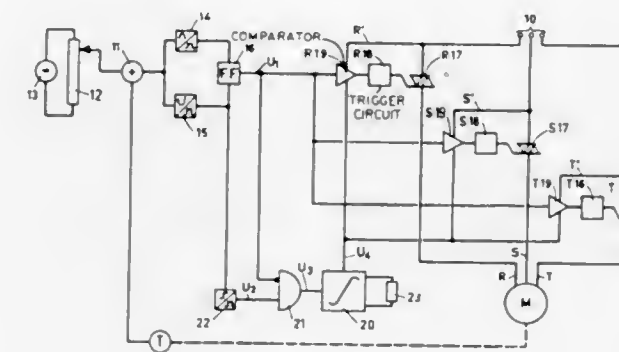 14
10
COMPARATOR
R'
11
16
R19
R18
R17
FF
U1
13
12
TRIGGER
CIRCUIT
S'
S19
S18
S17
15
T'
T19
T16
T
U4
S
U3
U2
R
T
23
M
22
21
20
T